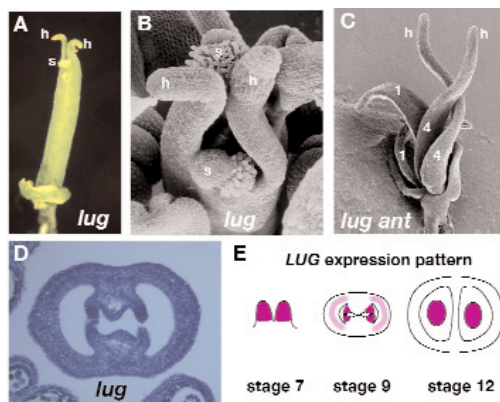 A
h
h
s
lug
B
s
h
h
s
lug
C
h
h
1
4
1
4
lug ant
D
lug
E
LUG expression pattern
stage 7
stage 9
stage 12